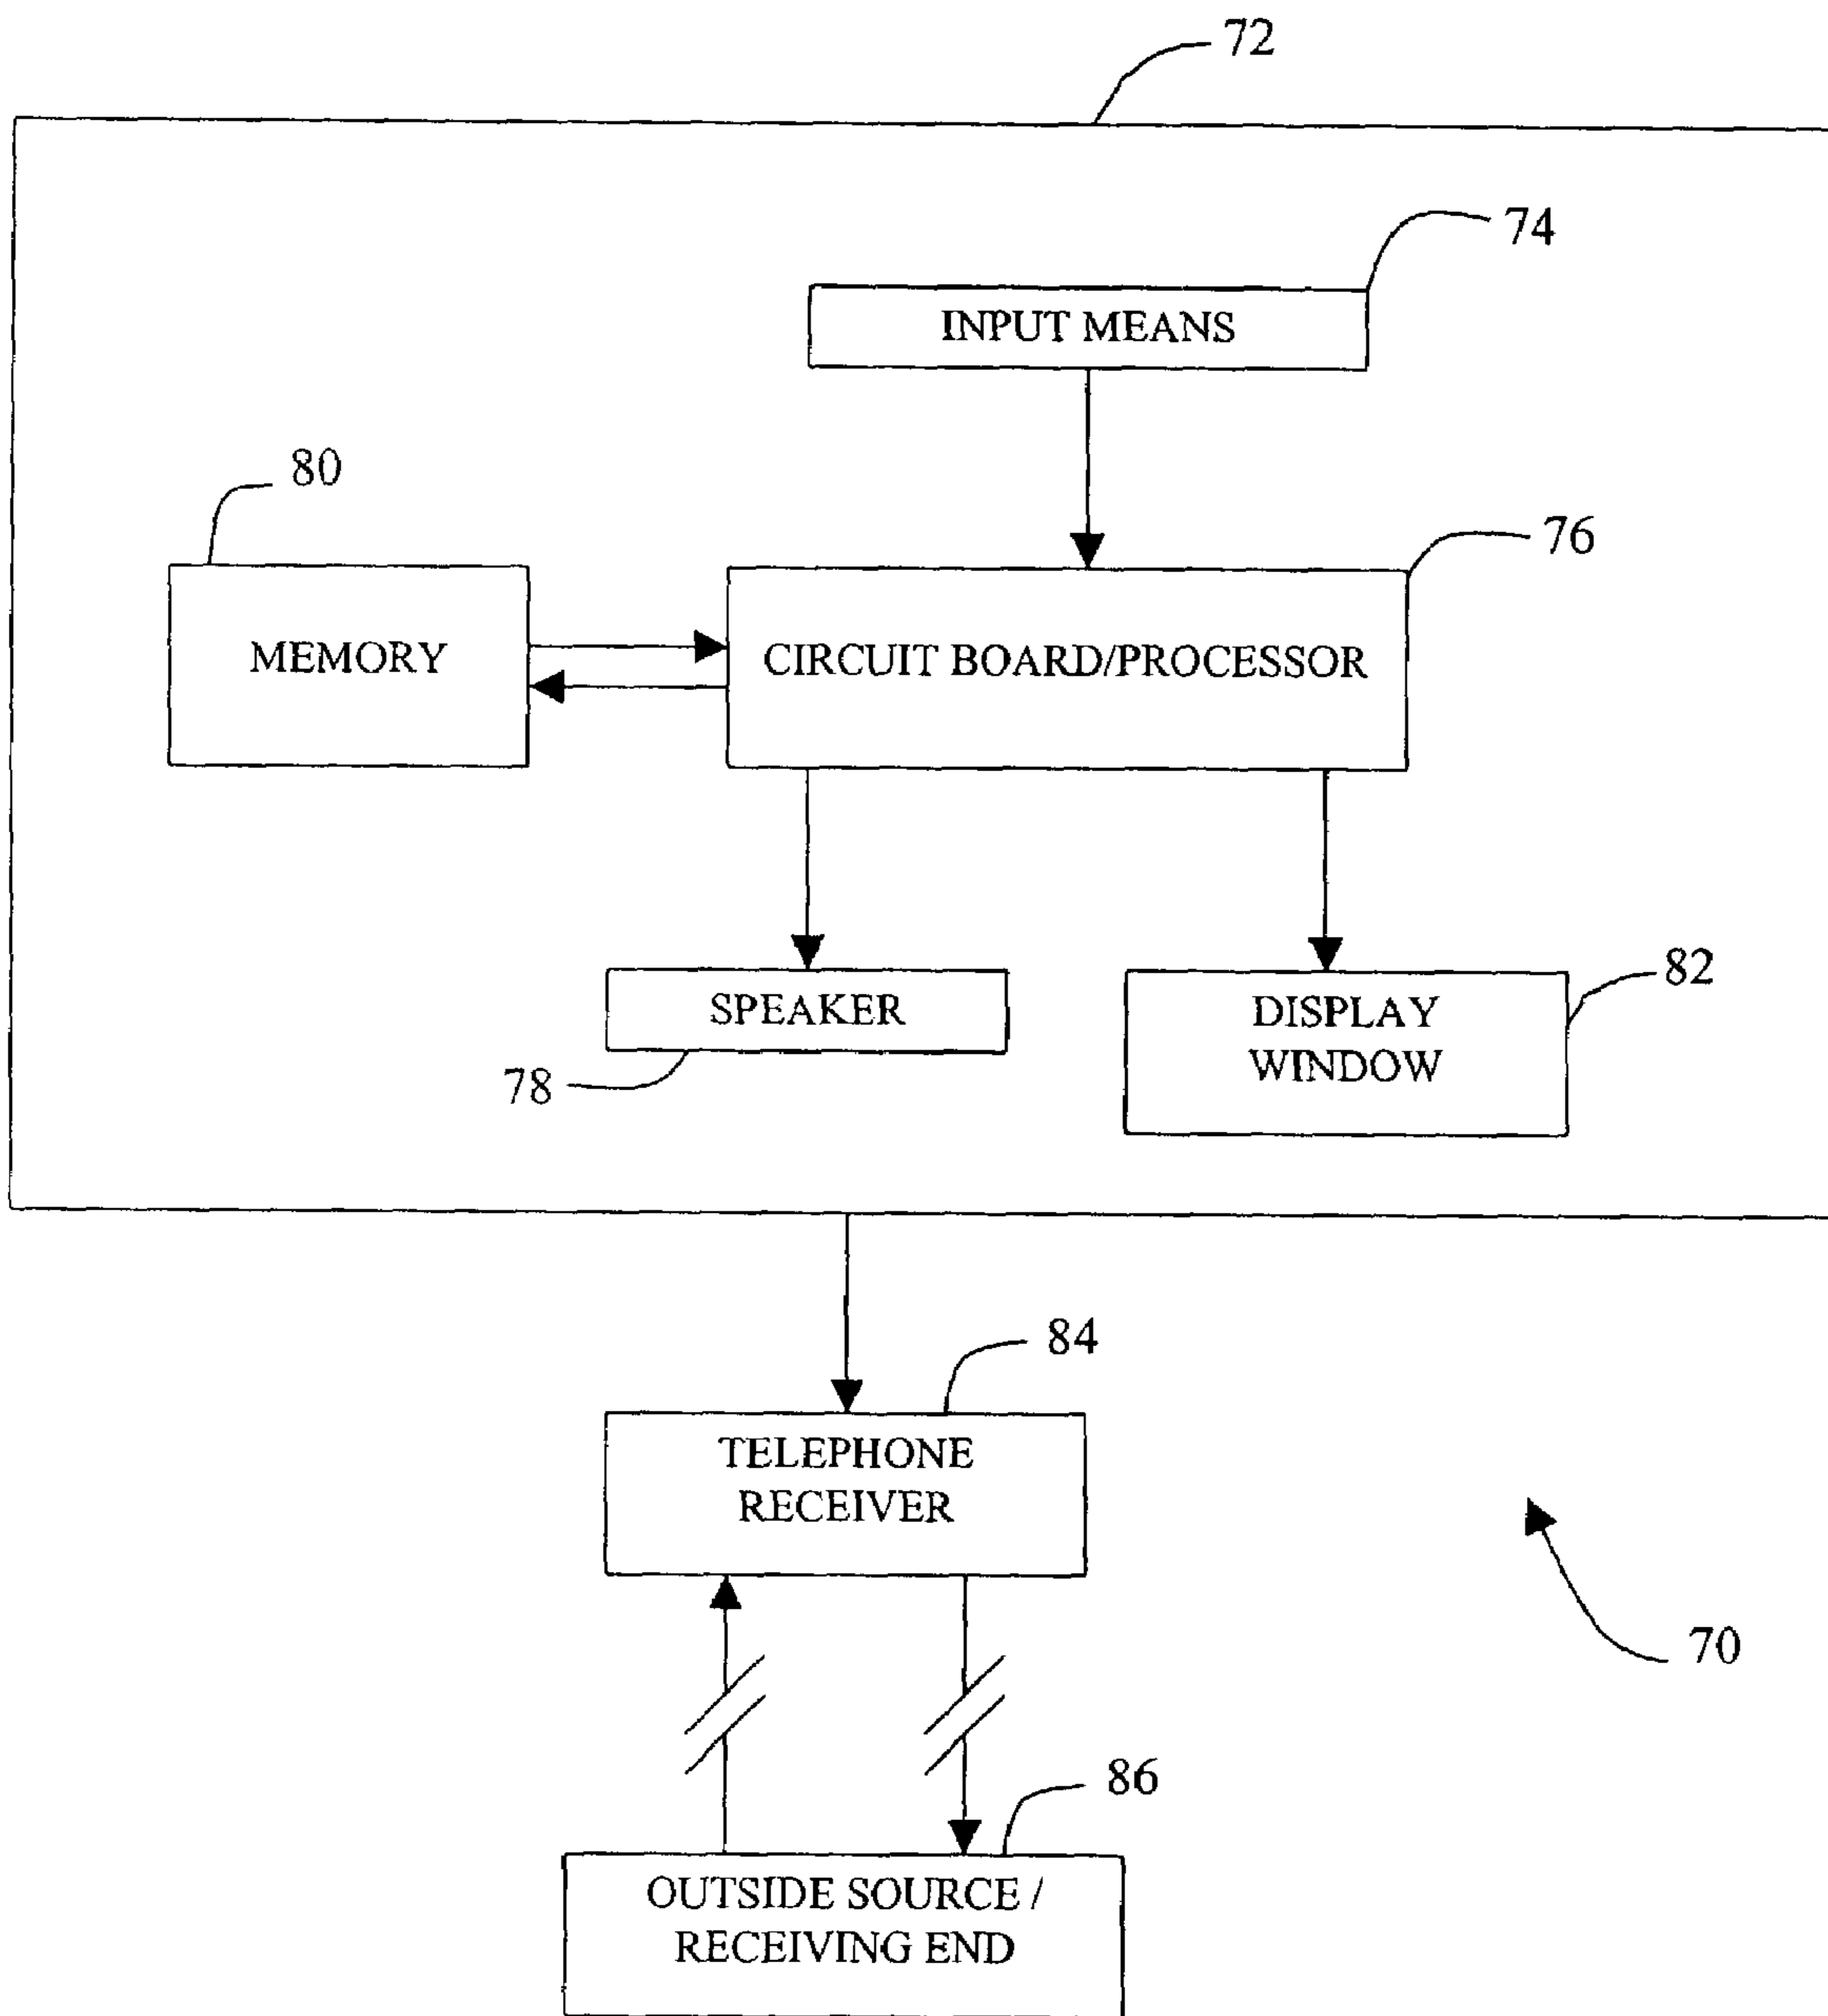 72
74
INPUT MEANS
80
76
MEMORY
CIRCUIT BOARD/PROCESSOR
82
SPEAKER
DISPLAY
WINDOW
78
84
TELEPHONE
RECEIVER
70
86
OUTSIDE SOURCE /
RECEIVING END